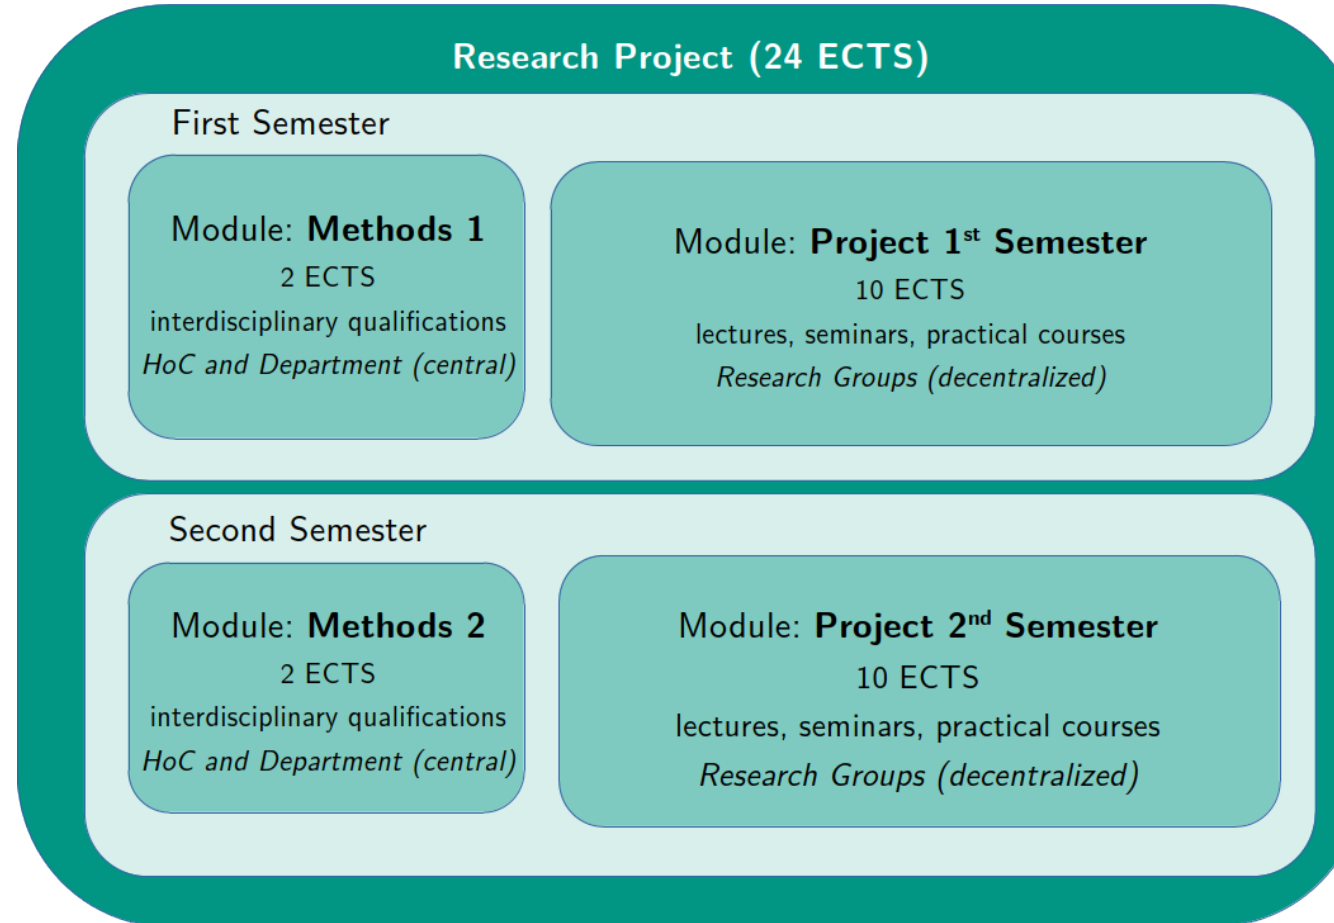 Research Project (24 ECTS)
First Semester
Module: Methods 1
2 ECTS
interdisciplinary qualifications
HoC and Department (central)
Module: Project 1st Semester
10 ECTS
lectures, seminars, practical courses
Research Groups (decentralized)
Second Semester
Module: Methods 2
2 ECTS
interdisciplinary qualifications
HoC and Department (central)
Module: Project 2nd Semester
10 ECTS
lectures, seminars, practical courses
Research Groups (decentralized)